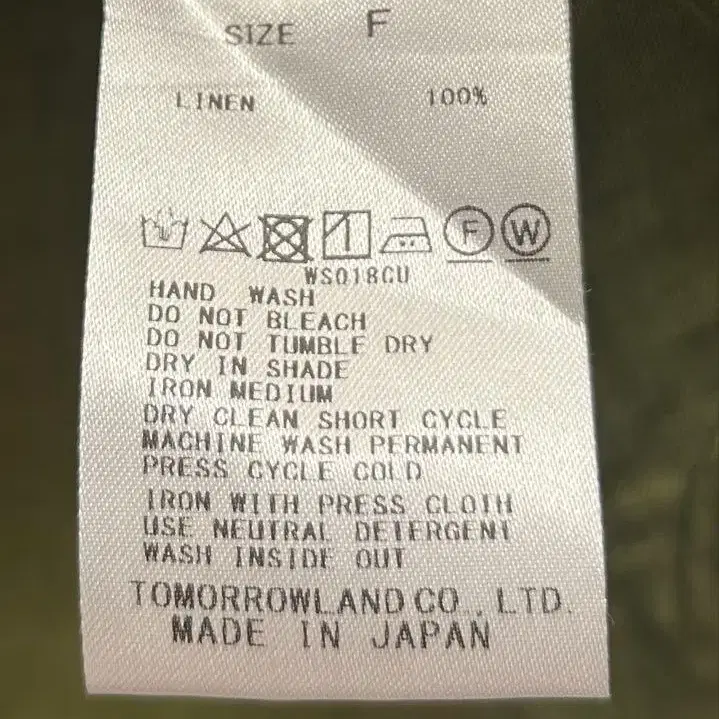 SIZE F
LINEN 100%
F W
WS018CU
HAND WASH
DO NOT BLEACH
DO NOT TUMBLE DRY
DRY IN SHADE
IRON MEDIUM
DRY CLEAN SHORT CYCLE
MACHINE WASH PERMANENT
PRESS CYCLE COLD
IRON WITH PRESS CLOTH
USE NEUTRAL DETERGENT
WASH INSIDE OUT
TOMORROWLAND CO., LTD.
MADE IN JAPAN